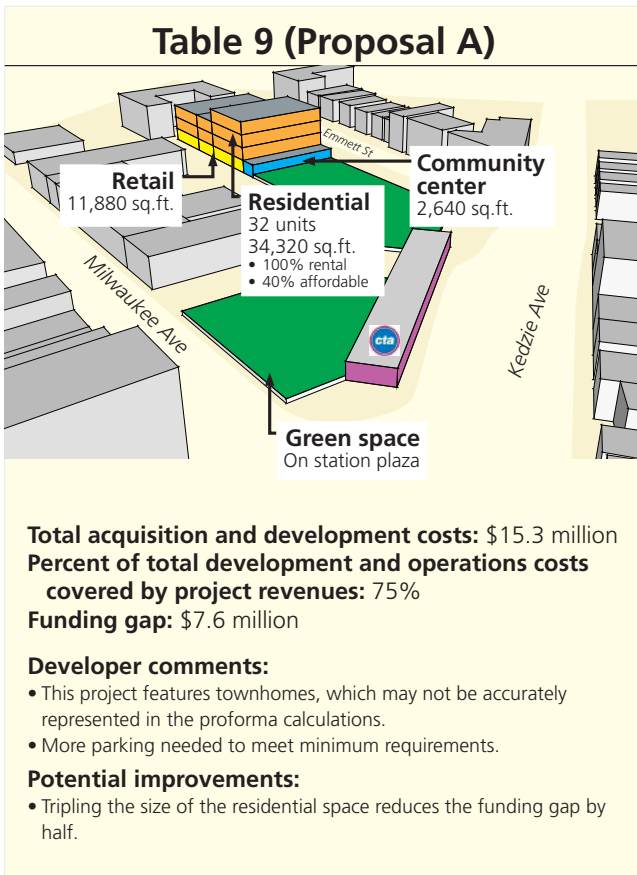 Table 9 (Proposal A)
Emmett St
Retail
11,880 sq.ft.
Residential
32 units
34,320 sq.ft.
• 100% rental
• 40% affordable
Community
center
2,640 sq.ft.
Milwaukee Ave
Kedzie Ave
cta
Green space
On station plaza
Total acquisition and development costs: $15.3 million
Percent of total development and operations costs
covered by project revenues: 75%
Funding gap: $7.6 million
Developer comments:
• This project features townhomes, which may not be accurately
represented in the proforma calculations.
• More parking needed to meet minimum requirements.
Potential improvements:
• Tripling the size of the residential space reduces the funding gap by
half.